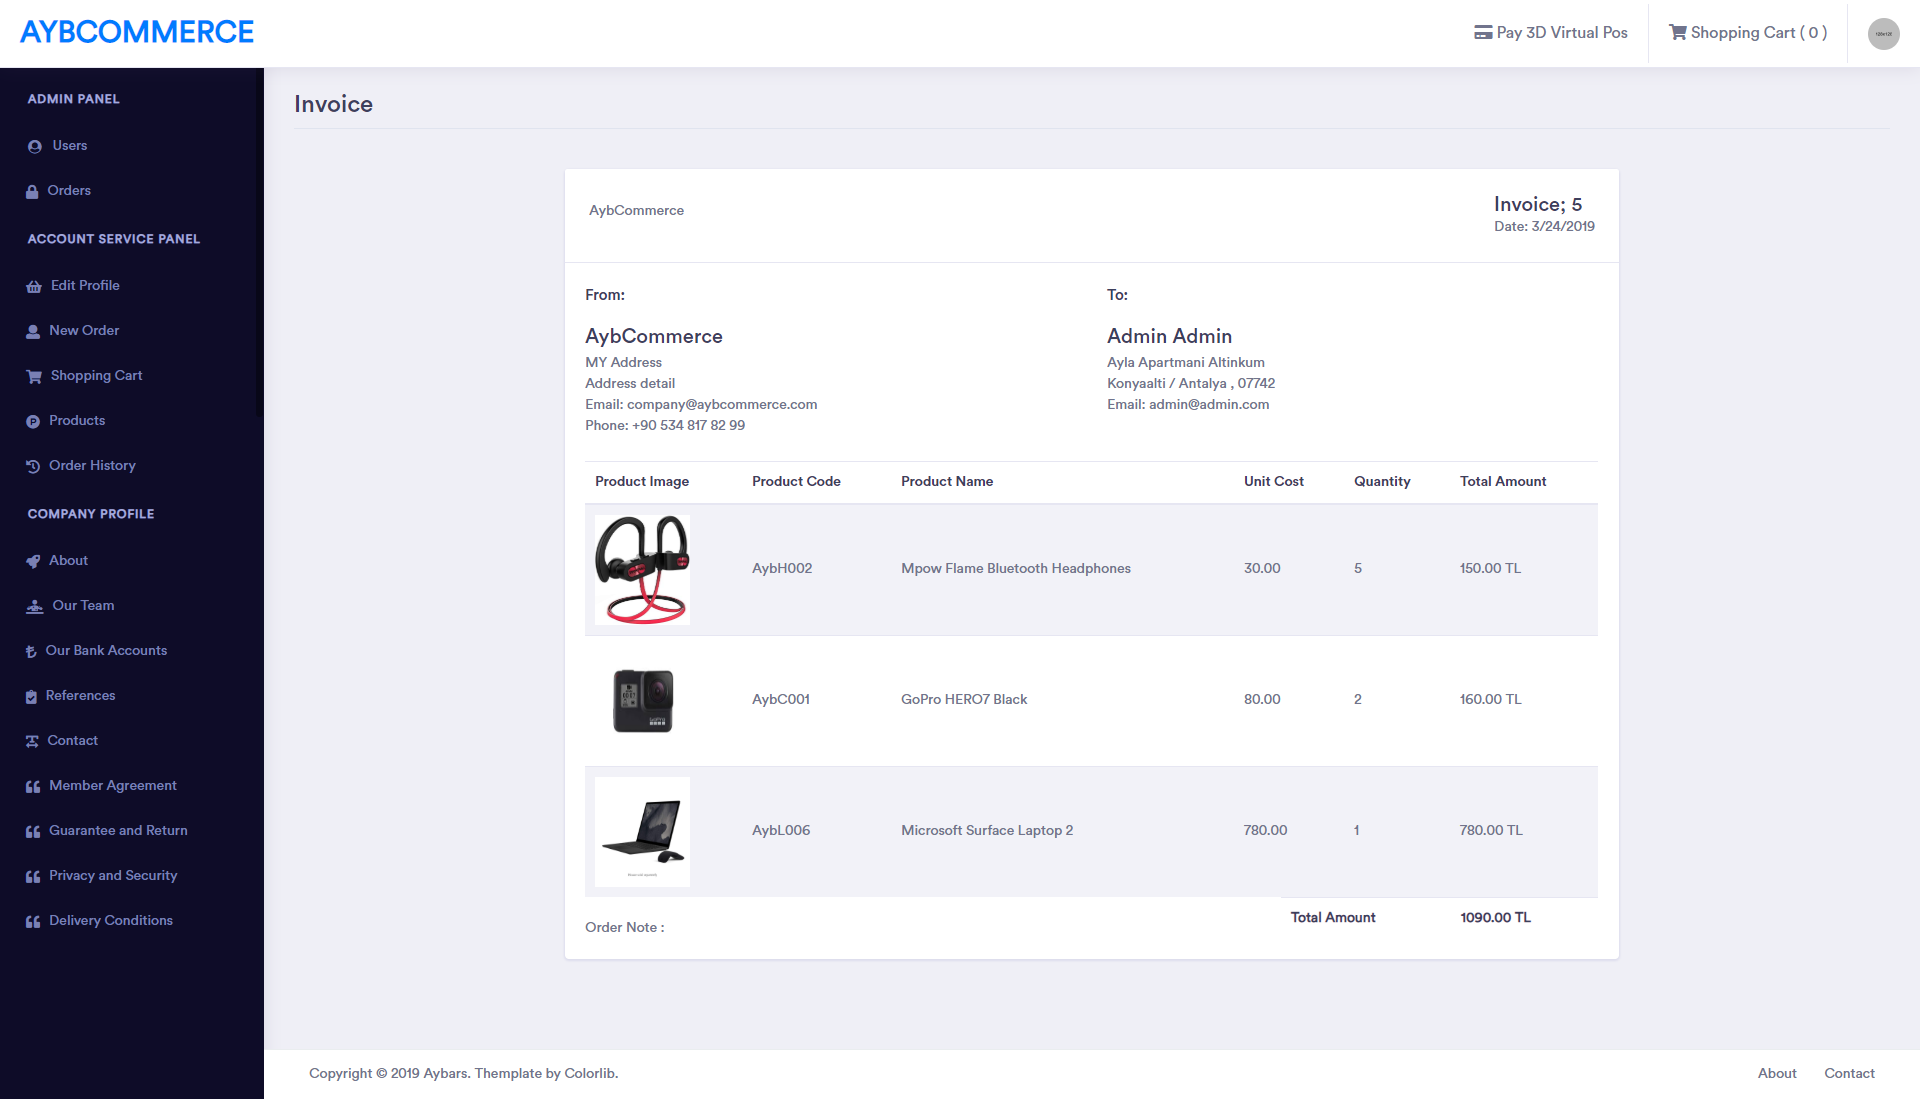 AYBCOMMERCE
Pay 3D Virtual Pos
Shopping Cart ( 0 )
ADMIN PANEL
Users
Orders
ACCOUNT SERVICE PANEL
Edit Profile
New Order
Shopping Cart
Products
Order History
COMPANY PROFILE
About
Our Team
Our Bank Accounts
References
Contact
Member Agreement
Guarantee and Return
Privacy and Security
Delivery Conditions
Invoice
AybCommerce
Invoice; 5
Date: 3/24/2019
From:
AybCommerce
MY Address
Address detail
Email: company@aybcommerce.com
Phone: +90 534 817 82 99
To:
Admin Admin
Ayla Apartmani Altinkum
Konyaalti / Antalya , 07742
Email: admin@admin.com
Product Image Product Code Product Name Unit Cost Quantity Total Amount
AybH002 Mpow Flame Bluetooth Headphones 30.00 5 150.00 TL
AybC001 GoPro HERO7 Black 80.00 2 160.00 TL
AybL006 Microsoft Surface Laptop 2 780.00 1 780.00 TL
Total Amount 1090.00 TL
Order Note :
Copyright © 2019 Aybars. Themplate by Colorlib.
About Contact